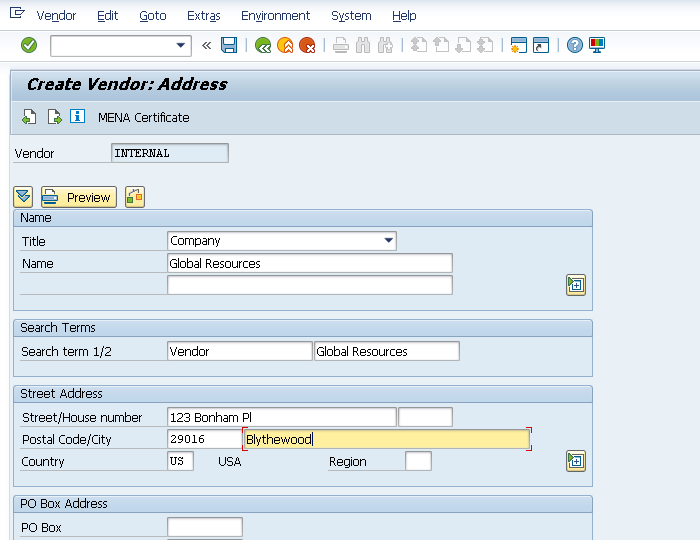 Vendor Edit Goto Extras Environment System Help
Create Vendor: Address
MENA Certificate
Vendor INTERNAL
Preview
Name
Title Company
Name Global Resources
Search Terms
Search term 1/2 Vendor Global Resources
Street Address
Street/House number 123 Bonham Pl
Postal Code/City 29016 Blythewood
Country US USA Region
PO Box Address
PO Box